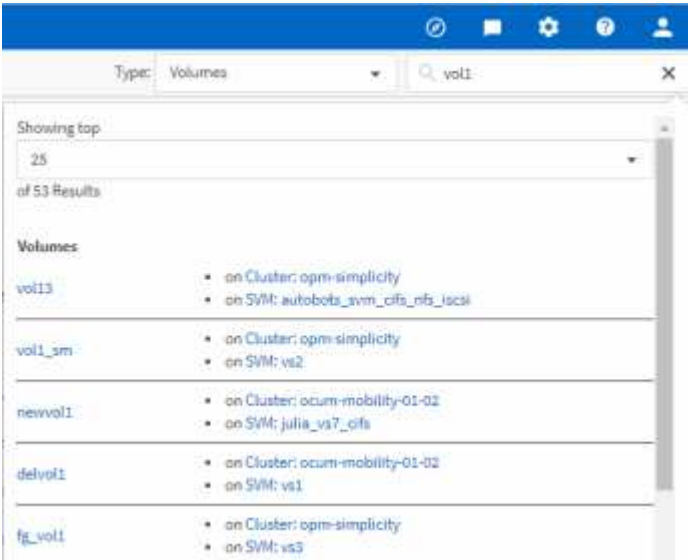 Type: Volumes vol1
Showing top
25
of 53 Results
Volumes
vol13
• on Cluster: opm-simplicity
• on SVM: autobots_svm_cifs_nfs_iscsi
vol1_sm
• on Cluster: opm-simplicity
• on SVM: vs2
newvol1
• on Cluster: ocum-mobility-01-02
• on SVM: julia_vs7_cifs
delvol1
• on Cluster: ocum-mobility-01-02
• on SVM: vs1
fg_vol1
• on Cluster: opm-simplicity
• on SVM: vs3